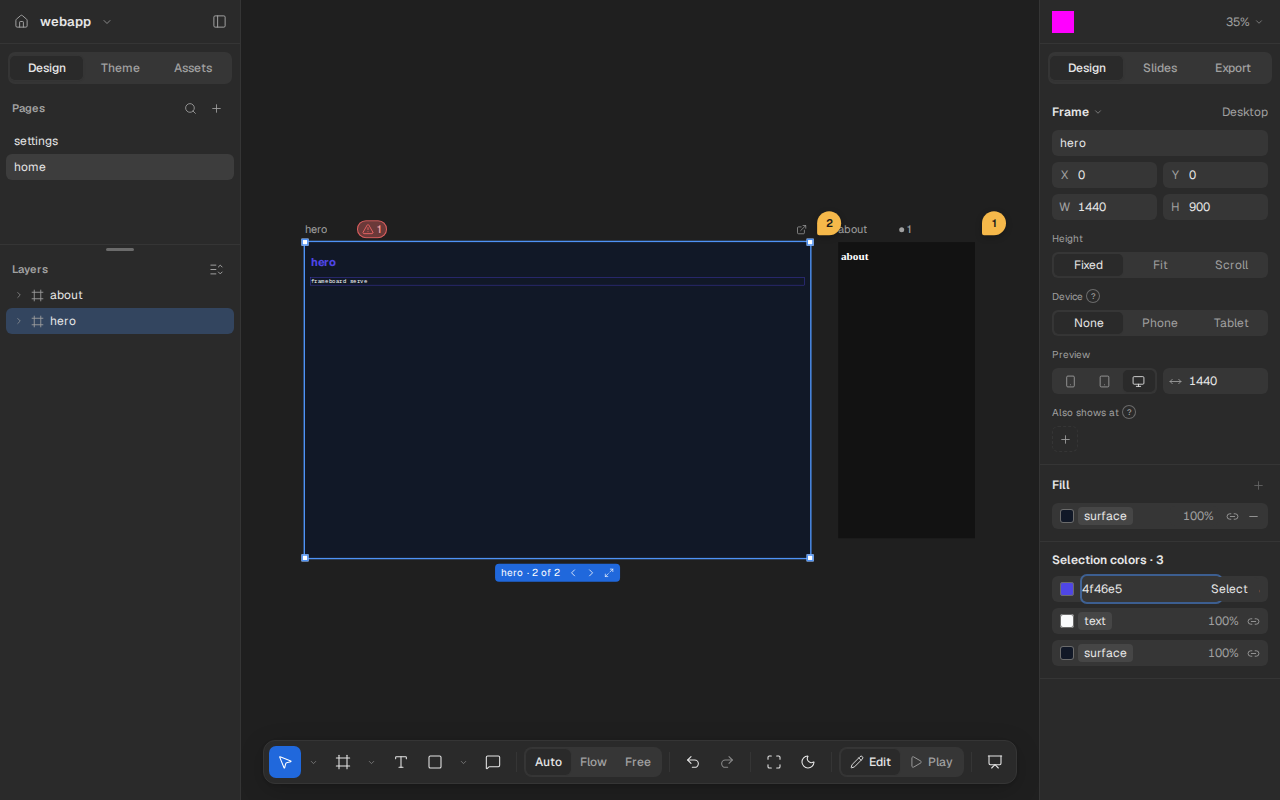 webapp
Design Theme Assets
Pages
settings
home
Layers
about
hero
hero 1 2 about 1 1
hero
frameboard serve
about
hero · 2 of 2
Auto Flow Free Edit Play
35%
Design Slides Export
Frame Desktop
hero
X 0 Y 0
W 1440 H 900
Height
Fixed Fit Scroll
Device ?
None Phone Tablet
Preview
1440
Also shows at ?
Fill
surface 100%
Selection colors · 3
4f46e5 Select
text 100%
surface 100%